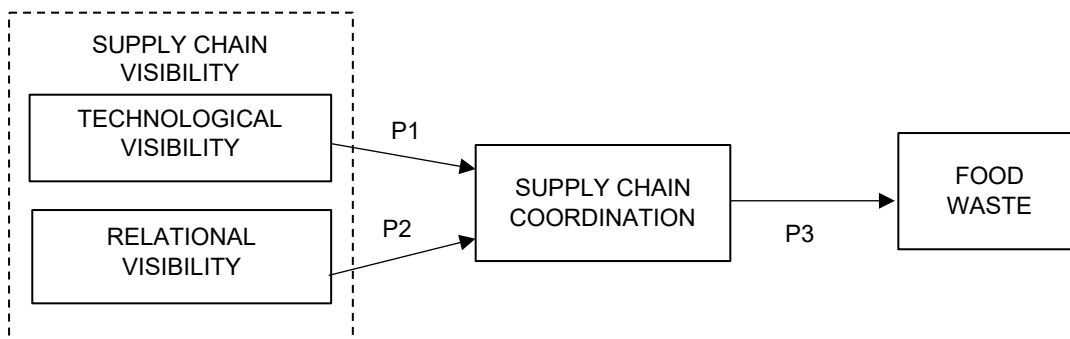 SUPPLY CHAIN
VISIBILITY
TECHNOLOGICAL
VISIBILITY
RELATIONAL
VISIBILITY
P1
P2
SUPPLY CHAIN
COORDINATION
P3
FOOD
WASTE